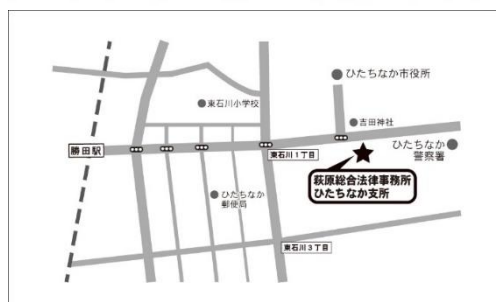 ひたちなか市役所
東石川小学校
吉田神社
勝田駅
東石川1丁目
ひたちなか
警察署
萩原総合法律事務所
ひたちなか支所
ひたちなか
郵便局
東石川3丁目